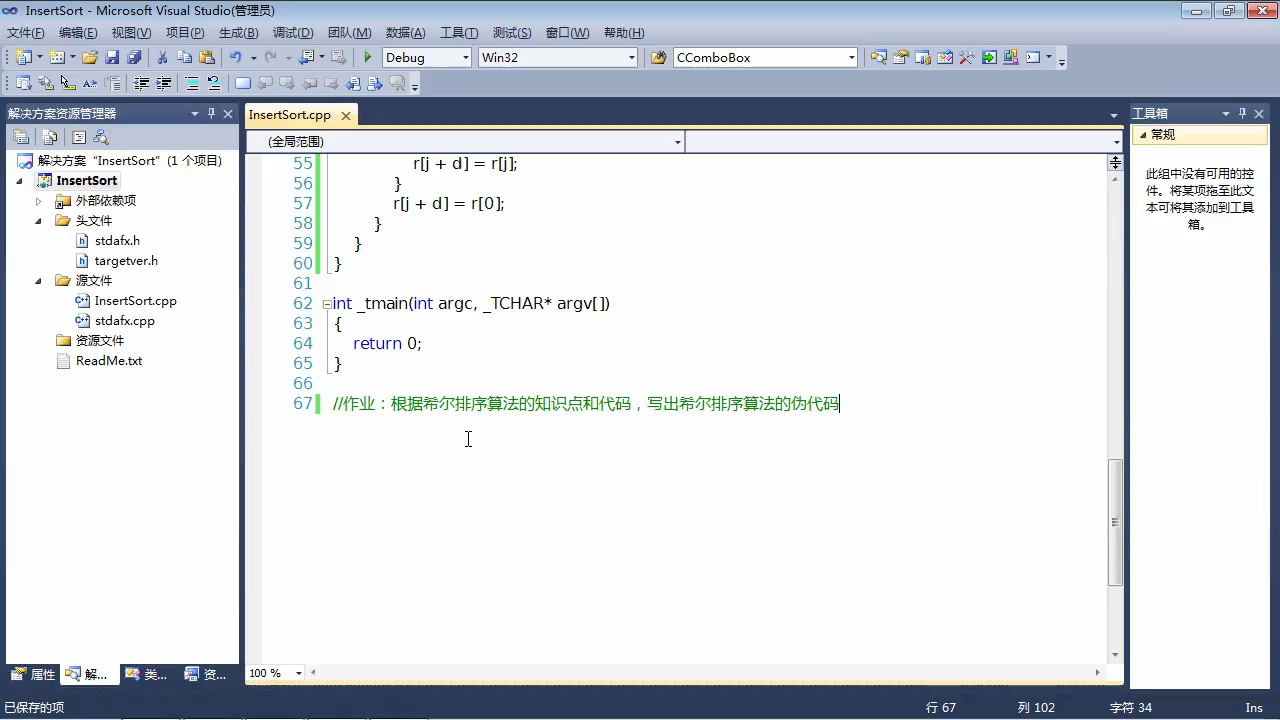 InsertSort - Microsoft Visual Studio(管理员)
文件(F) 编辑(E) 视图(V) 项目(P) 生成(B) 调试(D) 团队(M) 数据(A) 工具(T) 测试(S) 窗口(W) 帮助(H)
Debug Win32 CComboBox
解决方案资源管理器
解决方案“InsertSort”(1 个项目)
InsertSort
外部依赖项
头文件
stdafx.h
targetver.h
源文件
InsertSort.cpp
stdafx.cpp
资源文件
ReadMe.txt
属性 解... 类... 资...
InsertSort.cpp
(全局范围)
55 r[j + d] = r[j];
56 }
57 r[j + d] = r[0];
58 }
59 }
60 }
61
62 int _tmain(int argc, _TCHAR* argv[])
63 {
64 return 0;
65 }
66
67 //作业：根据希尔排序算法的知识点和代码，写出希尔排序算法的伪代码
100 %
工具箱
常规
此组中没有可用的控
件。将某项拖至此文
本可将其添加到工具
箱。
已保存的项 行 67 列 102 字符 34 Ins